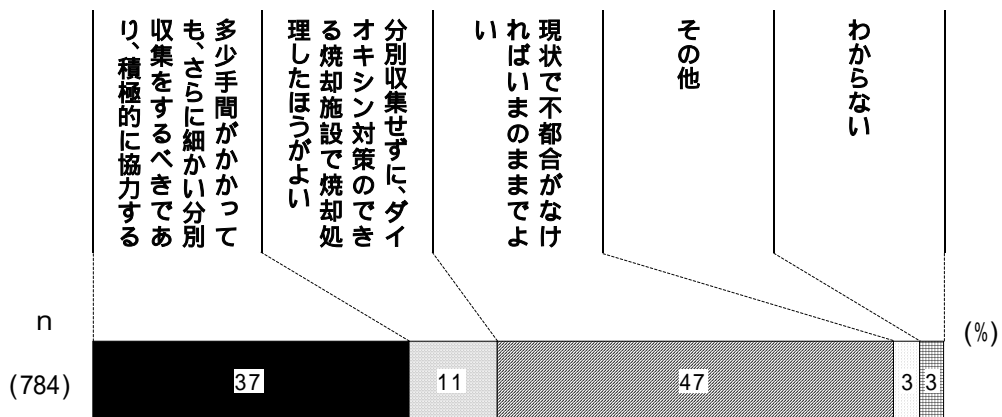 多少手間がかかって
も、さらに細かい分別
収集をするべきであ
り、積極的に協力する
分別収集せずに、ダイ
オキシン対策のでき
る焼却施設で焼却処
理したほうがよい
現状で不都合がなけ
ればいまのままでよ
い
その他
わからない
n
(%)
(784)
37
11
47
3
3